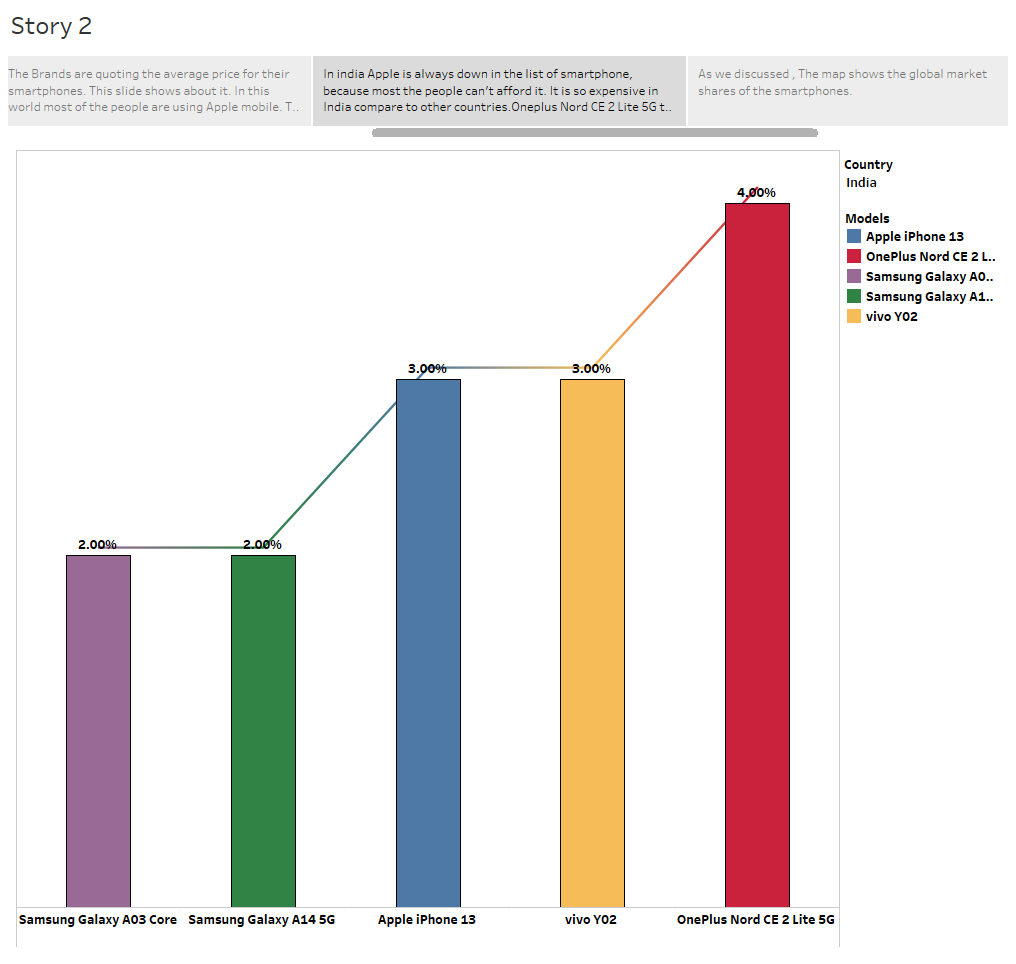 Story 2
The Brands are quoting the average price for their
smartphones. This slide shows about it. In this
world most of the people are using Apple mobile. T..
In india Apple is always down in the list of smartphone,
because most the people can't afford it. It is so expensive in
India compare to other countries.Oneplus Nord CE 2 Lite 5G t..
As we discussed , The map shows the global market
shares of the smartphones.
Country
India
Models
Apple iPhone 13
OnePlus Nord CE 2 L..
Samsung Galaxy A0..
Samsung Galaxy A1..
vivo Y02
4.00%
3.00% 3.00%
2.00% 2.00%
Samsung Galaxy A03 Core Samsung Galaxy A14 5G Apple iPhone 13 vivo Y02 OnePlus Nord CE 2 Lite 5G